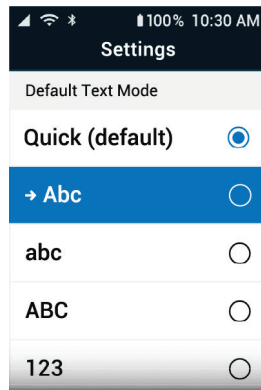 100% 10:30 AM
Settings
Default Text Mode
Quick (default)
→ Abc
abc
ABC
123